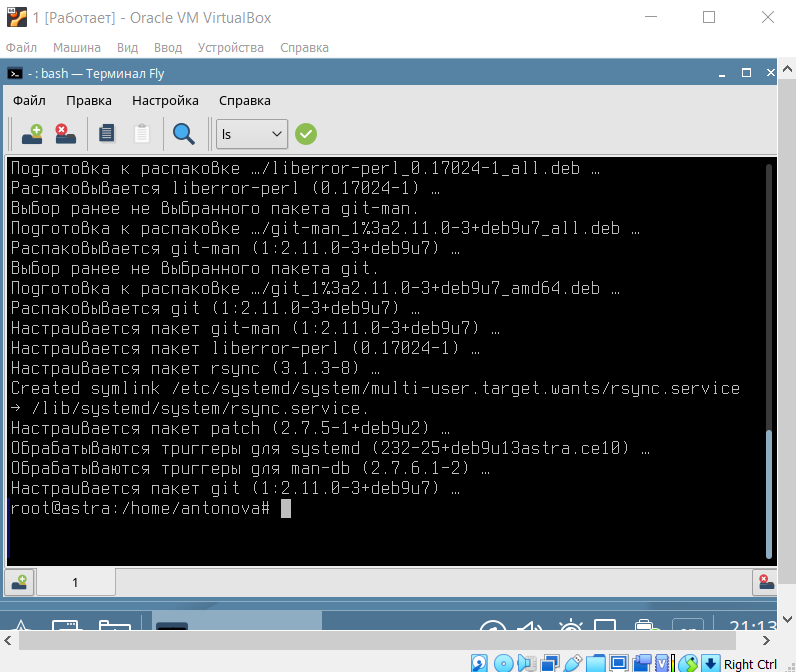 1 [Работает] - Oracle VM VirtualBox
Файл Машина Вид Ввод Устройства Справка
- : bash — Терминал Fly
Файл Правка Настройка Справка
ls
Подготовка к распаковке …/liberror-perl_0.17024-1_all.deb …
Распаковывается liberror-perl (0.17024-1) …
Выбор ранее не выбранного пакета git-man.
Подготовка к распаковке …/git-man_1%3a2.11.0-3+deb9u7_all.deb …
Распаковывается git-man (1:2.11.0-3+deb9u7) …
Выбор ранее не выбранного пакета git.
Подготовка к распаковке …/git_1%3a2.11.0-3+deb9u7_amd64.deb …
Распаковывается git (1:2.11.0-3+deb9u7) …
Настраивается пакет git-man (1:2.11.0-3+deb9u7) …
Настраивается пакет liberror-perl (0.17024-1) …
Настраивается пакет rsync (3.1.3-8) …
Created symlink /etc/systemd/system/multi-user.target.wants/rsync.service
→ /lib/systemd/system/rsync.service.
Настраивается пакет patch (2.7.5-1+deb9u2) …
Обрабатываются триггеры для systemd (232-25+deb9u13astra.ce10) …
Обрабатываются триггеры для man-db (2.7.6.1-2) …
Настраивается пакет git (1:2.11.0-3+deb9u7) …
root@astra:/home/antonova#
1
21:13
Right Ctrl